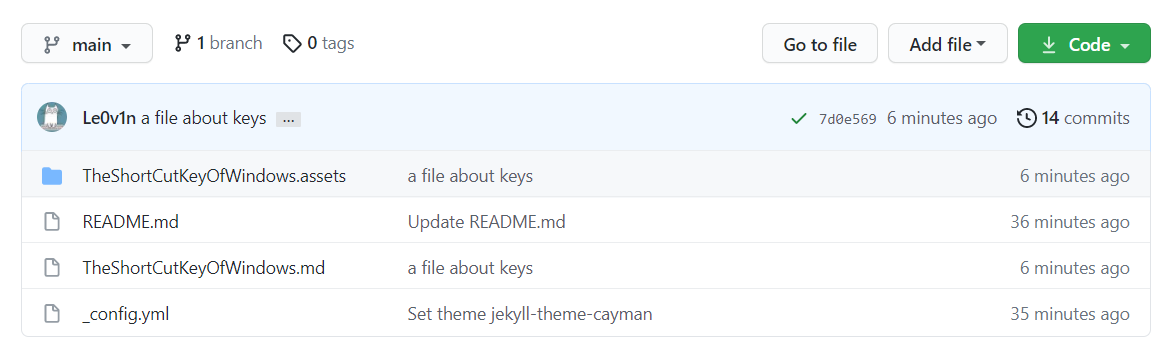 main 1 branch 0 tags Go to file Add file Code
Le0v1n a file about keys ... 7d0e569 6 minutes ago 14 commits
TheShortCutKeyOfWindows.assets a file about keys 6 minutes ago
README.md Update README.md 36 minutes ago
TheShortCutKeyOfWindows.md a file about keys 6 minutes ago
_config.yml Set theme jekyll-theme-cayman 35 minutes ago